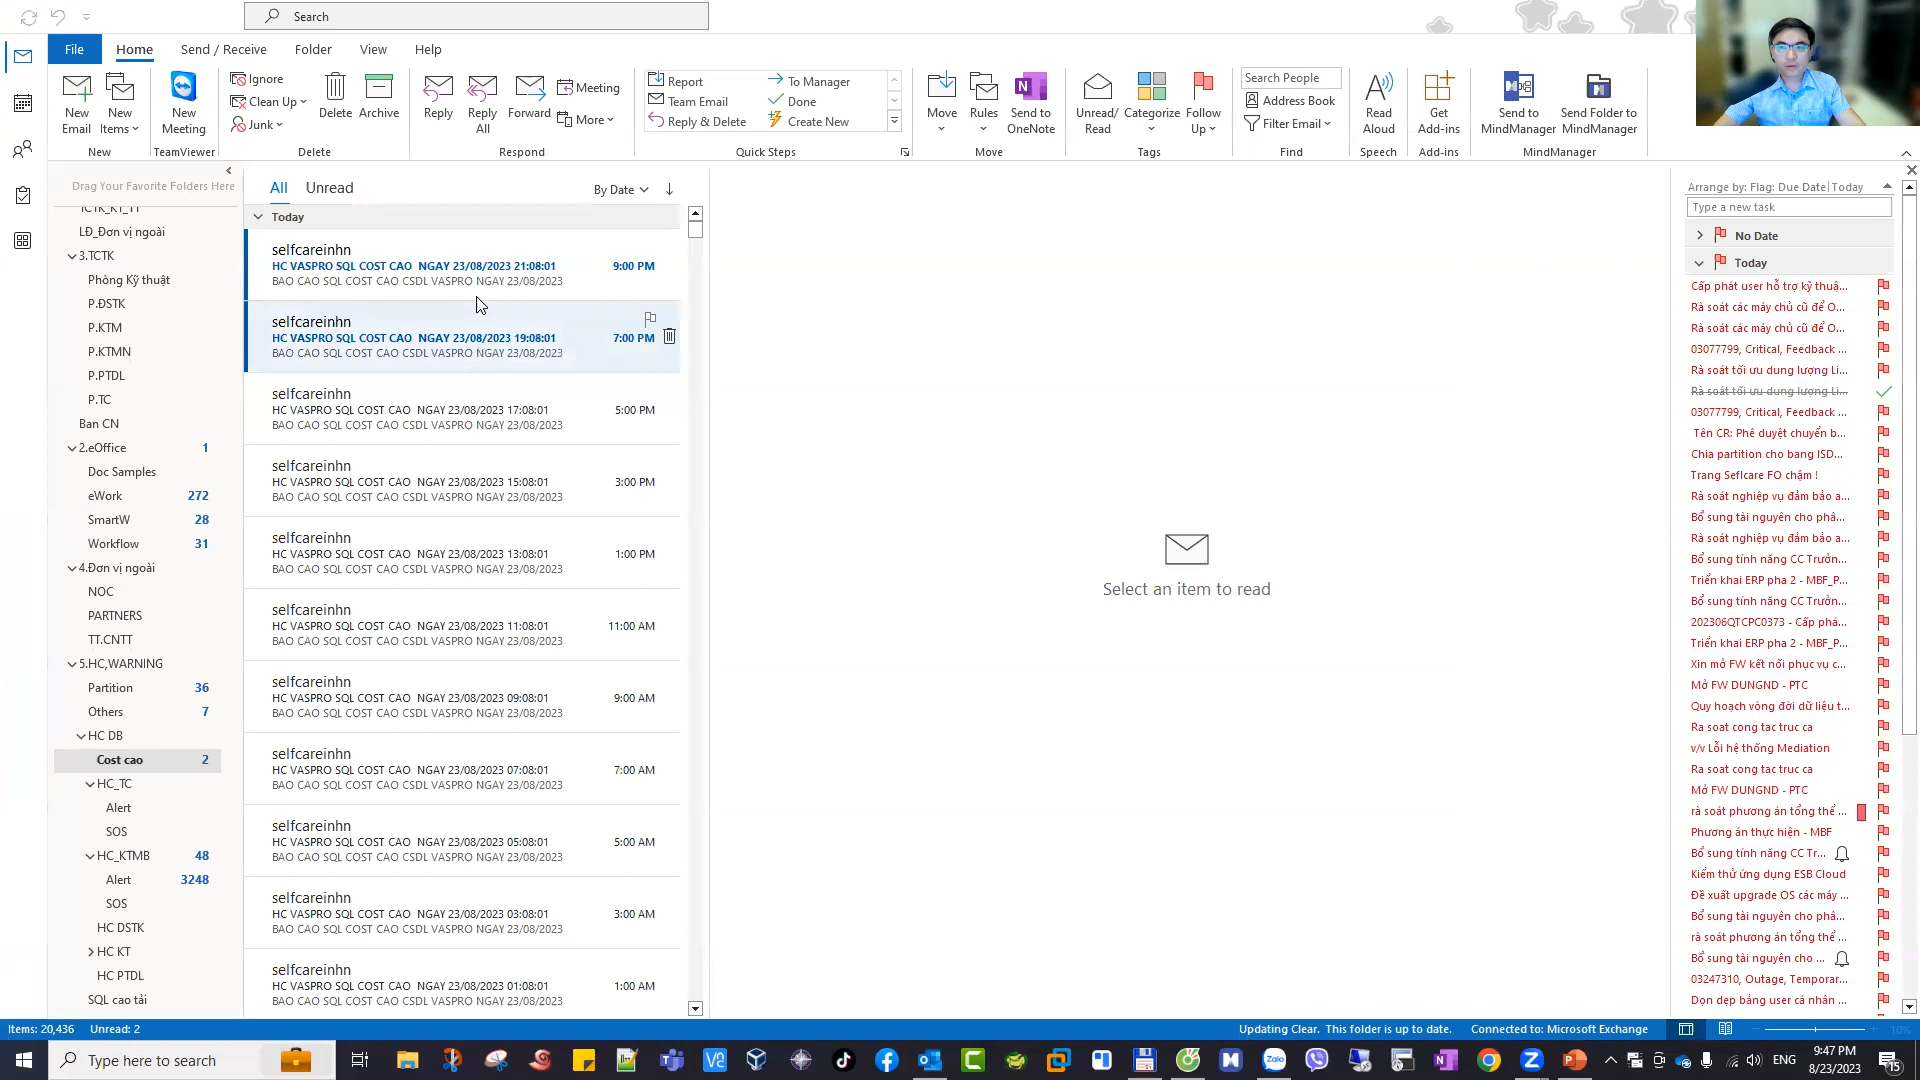 Search
File
Home
Send / Receive
Folder
View
Help
New Email
New Items
New
New Meeting
TeamViewer
Ignore
Clean Up
Junk
Delete
Archive
Delete
Reply
Reply All
Forward
Meeting
More
Respond
Report
Team Email
Reply & Delete
To Manager
Done
Create New
Quick Steps
Move
Rules
Send to OneNote
Move
Unread/ Read
Categorize
Follow Up
Tags
Search People
Address Book
Filter Email
Find
Read Aloud
Speech
Get Add-ins
Add-ins
Send to MindManager
Send Folder to MindManager
MindManager
Drag Your Favorite Folders Here
LĐ_Đơn vị ngoài
3.TCTK
Phòng Kỹ thuật
P.ĐSTK
P.KTM
P.KTMN
P.PTDL
P.TC
Ban CN
2.eOffice 1
Doc Samples
eWork 272
SmartW 28
Workflow 31
4.Đơn vị ngoài
NOC
PARTNERS
TT.CNTT
5.HC,WARNING
Partition 36
Others 7
HC DB
Cost cao 2
HC_TC
Alert
SOS
HC_KTMB 48
Alert 3248
SOS
HC DSTK
HC KT
HC PTDL
SQL cao tải
All Unread By Date
Today
selfcareinhn
HC VASPRO SQL COST CAO NGAY 23/08/2023 21:08:01 9:00 PM
BAO CAO SQL COST CAO CSDL VASPRO NGAY 23/08/2023
selfcareinhn
HC VASPRO SQL COST CAO NGAY 23/08/2023 19:08:01 7:00 PM
BAO CAO SQL COST CAO CSDL VASPRO NGAY 23/08/2023
selfcareinhn
HC VASPRO SQL COST CAO NGAY 23/08/2023 17:08:01 5:00 PM
BAO CAO SQL COST CAO CSDL VASPRO NGAY 23/08/2023
selfcareinhn
HC VASPRO SQL COST CAO NGAY 23/08/2023 15:08:01 3:00 PM
BAO CAO SQL COST CAO CSDL VASPRO NGAY 23/08/2023
selfcareinhn
HC VASPRO SQL COST CAO NGAY 23/08/2023 13:08:01 1:00 PM
BAO CAO SQL COST CAO CSDL VASPRO NGAY 23/08/2023
selfcareinhn
HC VASPRO SQL COST CAO NGAY 23/08/2023 11:08:01 11:00 AM
BAO CAO SQL COST CAO CSDL VASPRO NGAY 23/08/2023
selfcareinhn
HC VASPRO SQL COST CAO NGAY 23/08/2023 09:08:01 9:00 AM
BAO CAO SQL COST CAO CSDL VASPRO NGAY 23/08/2023
selfcareinhn
HC VASPRO SQL COST CAO NGAY 23/08/2023 07:08:01 7:00 AM
BAO CAO SQL COST CAO CSDL VASPRO NGAY 23/08/2023
selfcareinhn
HC VASPRO SQL COST CAO NGAY 23/08/2023 05:08:01 5:00 AM
BAO CAO SQL COST CAO CSDL VASPRO NGAY 23/08/2023
selfcareinhn
HC VASPRO SQL COST CAO NGAY 23/08/2023 03:08:01 3:00 AM
BAO CAO SQL COST CAO CSDL VASPRO NGAY 23/08/2023
selfcareinhn
HC VASPRO SQL COST CAO NGAY 23/08/2023 01:08:01 1:00 AM
BAO CAO SQL COST CAO CSDL VASPRO NGAY 23/08/2023
Select an item to read
Arrange by: Flag: Due Date Today
Type a new task
No Date
Today
Cấp phát user hỗ trợ kỹ thuậ...
Rà soát các máy chủ cũ để O...
Rà soát các máy chủ cũ để O...
03077799, Critical, Feedback ...
Rà soát tối ưu dung lượng Li...
Rà soát tối ưu dung lượng Li...
03077799, Critical, Feedback ...
Tên CR: Phê duyệt chuyển b...
Chia partition cho bang ISD...
Trang Seflcare FO chậm !
Rà soát nghiệp vụ đảm bảo a...
Bổ sung tài nguyên cho phâ...
Rà soát nghiệp vụ đảm bảo a...
Bổ sung tính năng CC Trưởn...
Triển khai ERP pha 2 - MBF_P...
Bổ sung tính năng CC Trưởn...
202306QTCPC0373 - Cấp phá...
Triển khai ERP pha 2 - MBF_P...
Xin mở FW kết nối phục vụ c...
Mở FW DUNGND - PTC
Quy hoạch vòng đời dữ liệu t...
Ra soat cong tac truc ca
v/v Lỗi hệ thống Mediation
Ra soat cong tac truc ca
Mở FW DUNGND - PTC
rà soát phương án tổng thể ...
Phương án thực hiện - MBF
Bổ sung tính năng CC Tr...
Kiểm thử ứng dụng ESB Cloud
Đề xuất upgrade OS các máy ...
Bổ sung tài nguyên cho phâ...
rà soát phương án tổng thể ...
Bổ sung tài nguyên cho ...
03247310, Outage, Temporar...
Dọn dẹp bảng user cá nhân ...
Items: 20,436 Unread: 2
Updating Clear. This folder is up to date. Connected to: Microsoft Exchange 10%
Type here to search
ENG
9:47 PM
8/23/2023
15